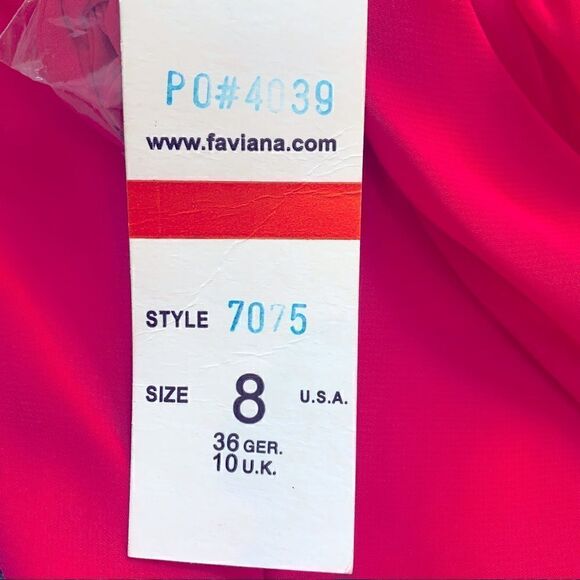 PO#4039
www.faviana.com
STYLE 7075
SIZE 8 U.S.A.
36 GER.
10 U.K.